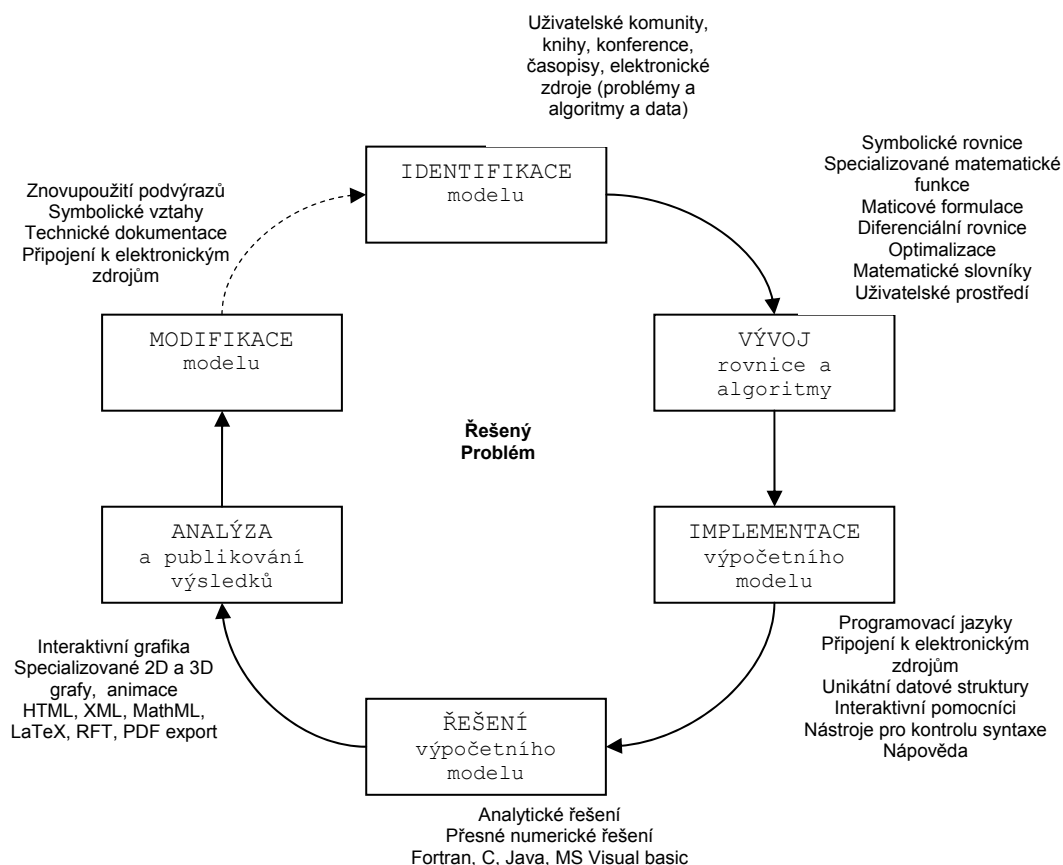 Uživatelské komunity,
knihy, konference,
časopisy, elektronické
zdroje (problémy a
algoritmy a data)
IDENTIFIKACE
modelu
Symbolické rovnice
Specializované matematické
funkce
Maticové formulace
Diferenciální rovnice
Optimalizace
Matematické slovníky
Uživatelské prostředí
Znovupoužití podvýrazů
Symbolické vztahy
Technické dokumentace
Připojení k elektronickým
zdrojům
MODIFIKACE
modelu
VÝVOJ
rovnice a
algoritmy
Řešený
Problém
ANALÝZA
a publikování
výsledků
IMPLEMENTACE
výpočetního
modelu
Interaktivní grafika
Specializované 2D a 3D
grafy, animace
HTML, XML, MathML,
LaTeX, RFT, PDF export
Programovací jazyky
Připojení k elektronickým
zdrojům
Unikátní datové struktury
Interaktivní pomocníci
Nástroje pro kontrolu syntaxe
Nápověda
ŘEŠENÍ
výpočetního
modelu
Analytické řešení
Přesné numerické řešení
Fortran, C, Java, MS Visual basic